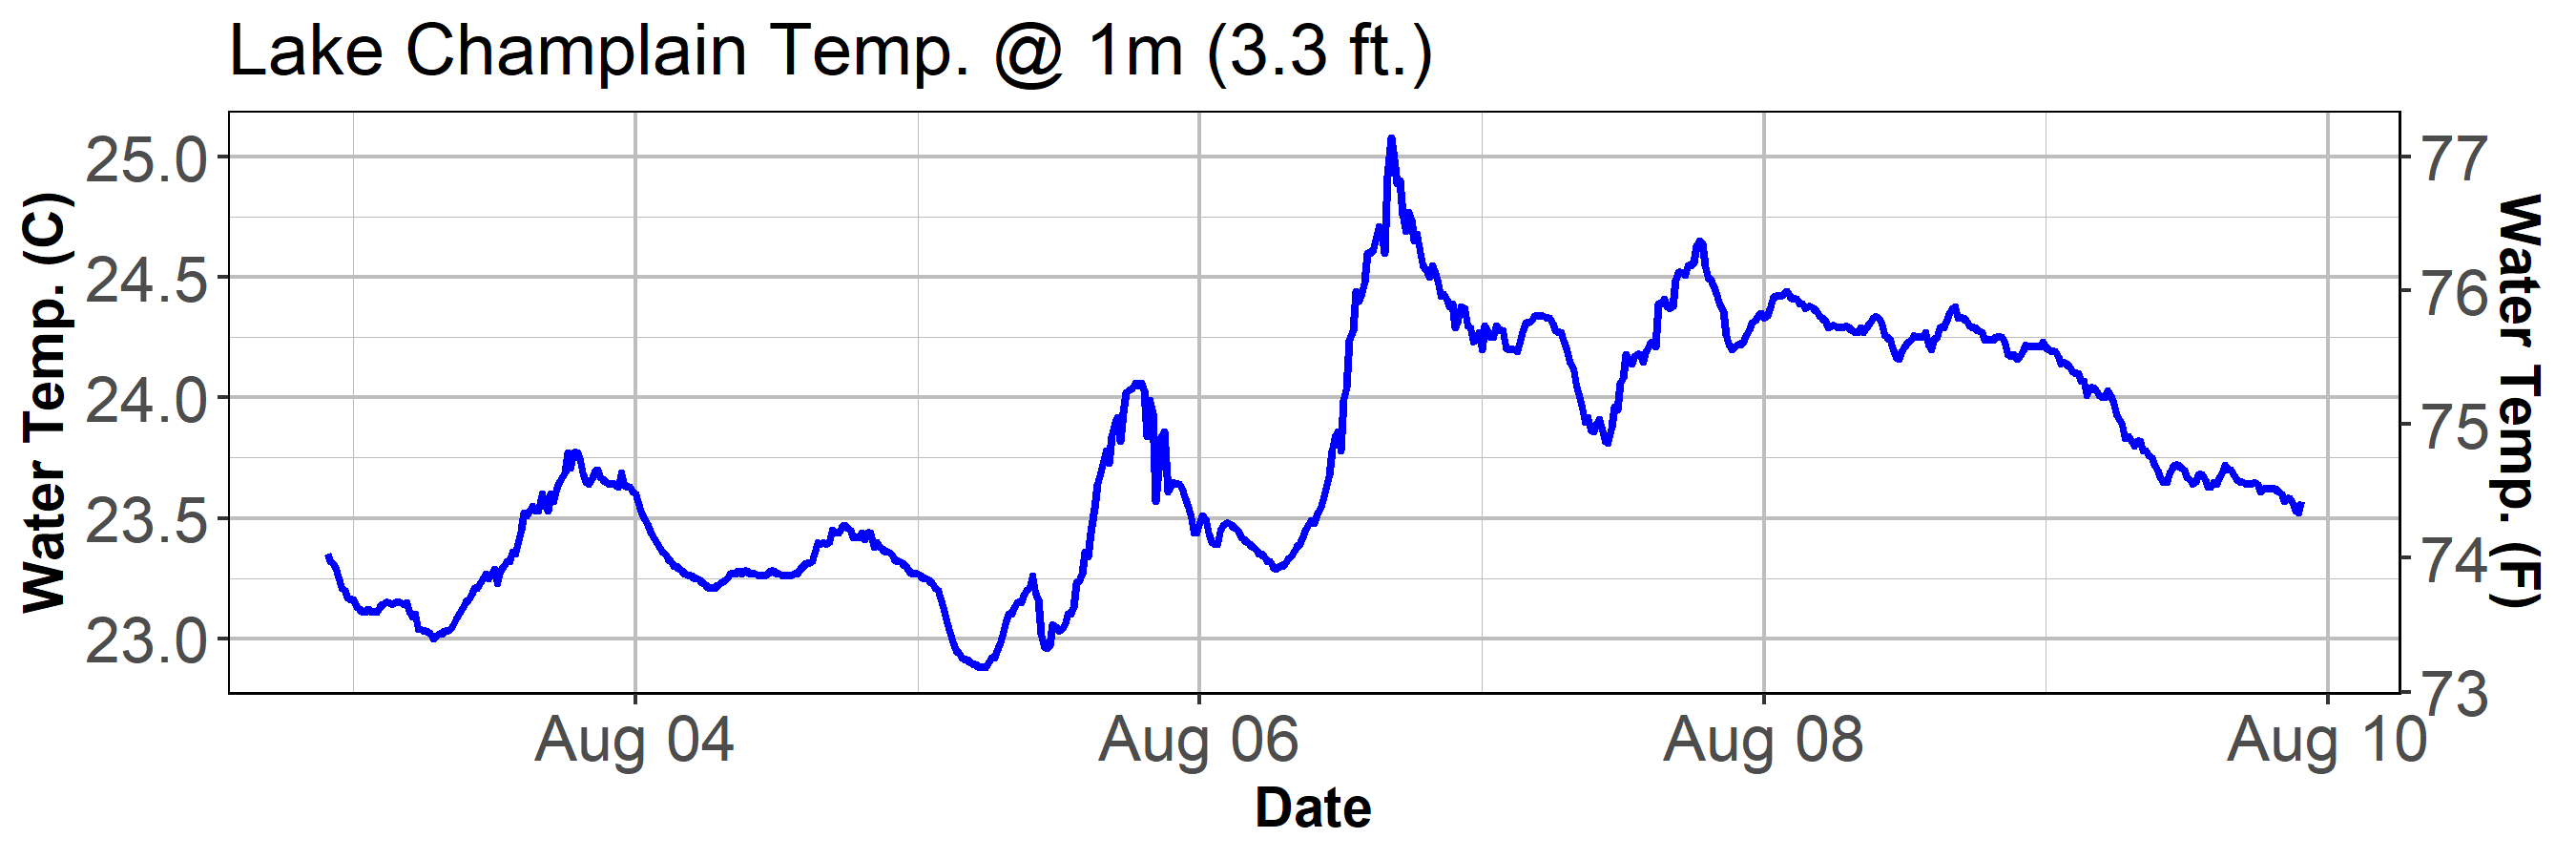 Lake Champlain Temp. @ 1m (3.3 ft.)
Water Temp. (C)
25.0
24.5
24.0
23.5
23.0
77
76
75
74
73
Water Temp. (F)
Aug 04 Aug 06 Aug 08 Aug 10
Date